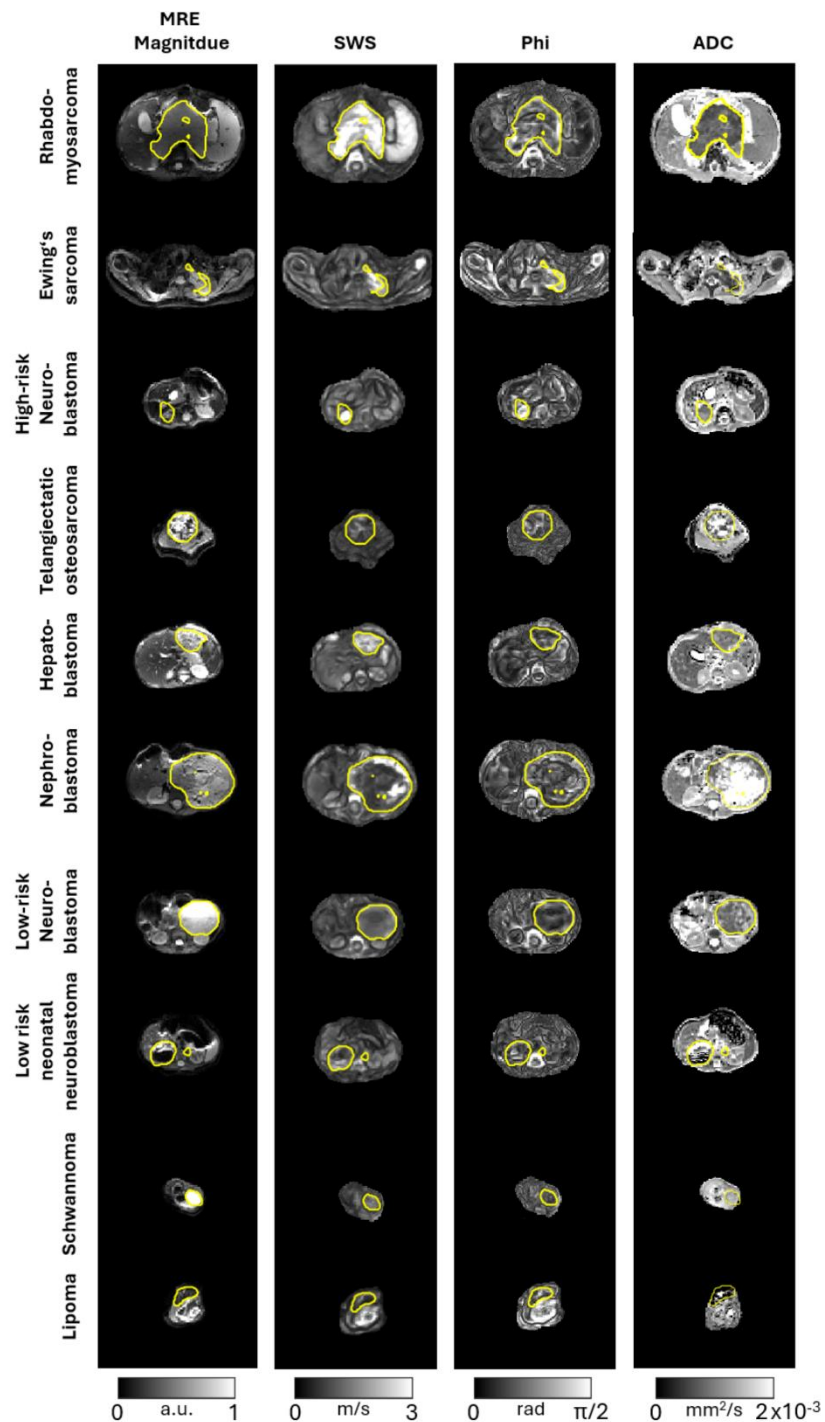 MRE
Magnitdue
SWS
Phi
ADC
Rhabdo-
myosarcoma
Ewing‘s
sarcoma
High-risk
Neuro-
blastoma
Telangiectatic
osteosarcoma
Hepato-
blastoma
Nephro-
blastoma
Low-risk
Neuro-
blastoma
Low risk
neonatal
neuroblastoma
Schwannoma
Lipoma
0 a.u. 1
0 m/s 3
0 rad π/2
0 mm²/s 2x10⁻³